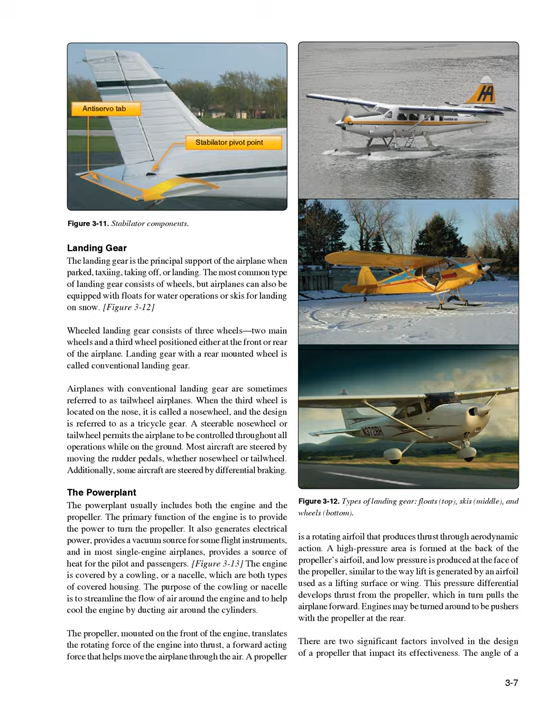 Antiservo tab
Stabilator pivot point
Figure 3-11. Stabilator components.
Landing Gear
The landing gear is the principal support of the airplane when
parked, taxiing, taking off, or landing. The most common type
of landing gear consists of wheels, but airplanes can also be
equipped with floats for water operations or skis for landing
on snow. [Figure 3-12]
Wheeled landing gear consists of three wheels—two main
wheels and a third wheel positioned either at the front or rear
of the airplane. Landing gear with a rear mounted wheel is
called conventional landing gear.
Airplanes with conventional landing gear are sometimes
referred to as tailwheel airplanes. When the third wheel is
located on the nose, it is called a nosewheel, and the design
is referred to as a tricycle gear. A steerable nosewheel or
tailwheel permits the airplane to be controlled throughout all
operations while on the ground. Most aircraft are steered by
moving the rudder pedals, whether nosewheel or tailwheel.
Additionally, some aircraft are steered by differential braking.
The Powerplant
The powerplant usually includes both the engine and the
propeller. The primary function of the engine is to provide
the power to turn the propeller. It also generates electrical
power, provides a vacuum source for some flight instruments,
and in most single-engine airplanes, provides a source of
heat for the pilot and passengers. [Figure 3-13] The engine
is covered by a cowling, or a nacelle, which are both types
of covered housing. The purpose of the cowling or nacelle
is to streamline the flow of air around the engine and to help
cool the engine by ducting air around the cylinders.
The propeller, mounted on the front of the engine, translates
the rotating force of the engine into thrust, a forward acting
force that helps move the airplane through the air. A propeller
Figure 3-12. Types of landing gear: floats (top), skis (middle), and
wheels (bottom).
is a rotating airfoil that produces thrust through aerodynamic
action. A high-pressure area is formed at the back of the
propeller's airfoil, and low pressure is produced at the face of
the propeller, similar to the way lift is generated by an airfoil
used as a lifting surface or wing. This pressure differential
develops thrust from the propeller, which in turn pulls the
airplane forward. Engines may be turned around to be pushers
with the propeller at the rear.
There are two significant factors involved in the design
of a propeller that impact its effectiveness. The angle of a
3-7